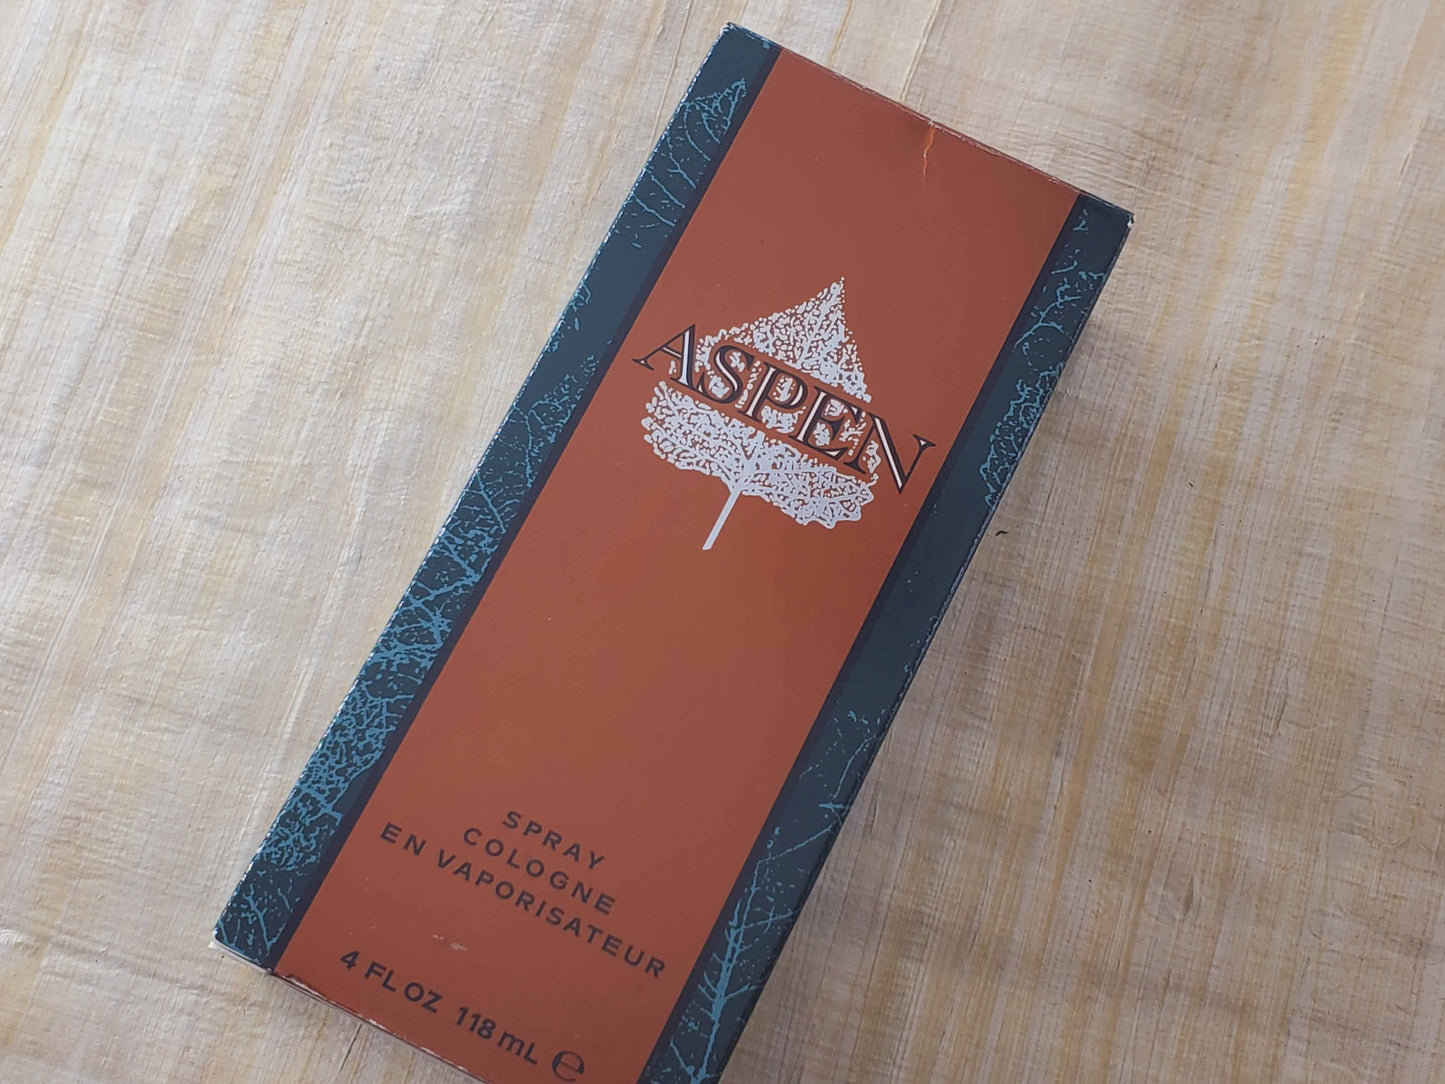 ASPEN
SPRAY
COLOGNE
EN VAPORISATEUR
4 FL OZ 118 mL ℮